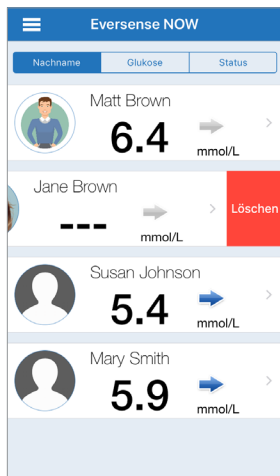 Eversense NOW
Nachname Glukose Status
Matt Brown
6.4
mmol/L
Jane Brown
---
mmol/L
Löschen
Susan Johnson
5.4
mmol/L
Mary Smith
5.9
mmol/L